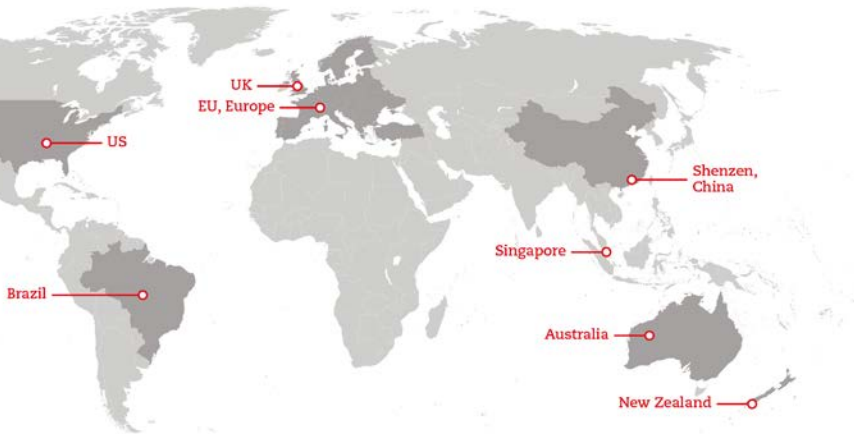 UK
EU, Europe
US
Shenzen,
China
Singapore
Brazil
Australia
New Zealand